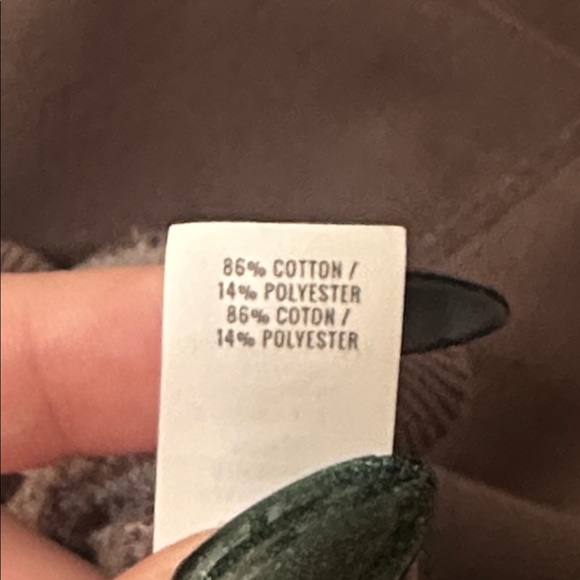 86% COTTON /
14% POLYESTER
86% COTON /
14% POLYESTER